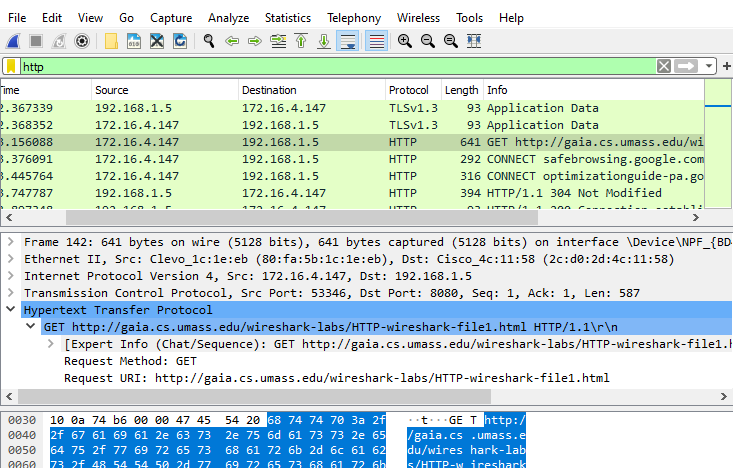 File Edit View Go Capture Analyze Statistics Telephony Wireless Tools Help
http
Time Source Destination Protocol Length Info
2.367339 192.168.1.5 172.16.4.147 TLSv1.3 93 Application Data
2.368352 172.16.4.147 192.168.1.5 TLSv1.3 93 Application Data
3.156088 172.16.4.147 192.168.1.5 HTTP 641 GET http://gaia.cs.umass.edu/wi
3.376091 172.16.4.147 192.168.1.5 HTTP 292 CONNECT safebrowsing.google.com
3.445764 172.16.4.147 192.168.1.5 HTTP 316 CONNECT optimizationguide-pa.go
3.747787 192.168.1.5 172.16.4.147 HTTP 394 HTTP/1.1 304 Not Modified
Frame 142: 641 bytes on wire (5128 bits), 641 bytes captured (5128 bits) on interface \Device\NPF_{BD
Ethernet II, Src: Clevo_1c:1e:eb (80:fa:5b:1c:1e:eb), Dst: Cisco_4c:11:58 (2c:d0:2d:4c:11:58)
Internet Protocol Version 4, Src: 172.16.4.147, Dst: 192.168.1.5
Transmission Control Protocol, Src Port: 53346, Dst Port: 8080, Seq: 1, Ack: 1, Len: 587
Hypertext Transfer Protocol
GET http://gaia.cs.umass.edu/wireshark-labs/HTTP-wireshark-file1.html HTTP/1.1\r\n
[Expert Info (Chat/Sequence): GET http://gaia.cs.umass.edu/wireshark-labs/HTTP-wireshark-file1.h
Request Method: GET
Request URI: http://gaia.cs.umass.edu/wireshark-labs/HTTP-wireshark-file1.html
0030 10 0a 74 b6 00 00 47 45 54 20 68 74 74 70 3a 2f ··t···GE T http:/
0040 2f 67 61 69 61 2e 63 73 2e 75 6d 61 73 73 2e 65 /gaia.cs .umass.e
0050 64 75 2f 77 69 72 65 73 68 61 72 6b 2d 6c 61 62 du/wires hark-lab
0060 73 2f 48 54 54 50 2d 77 69 72 65 73 68 61 72 6b s/HTTP-w ireshark